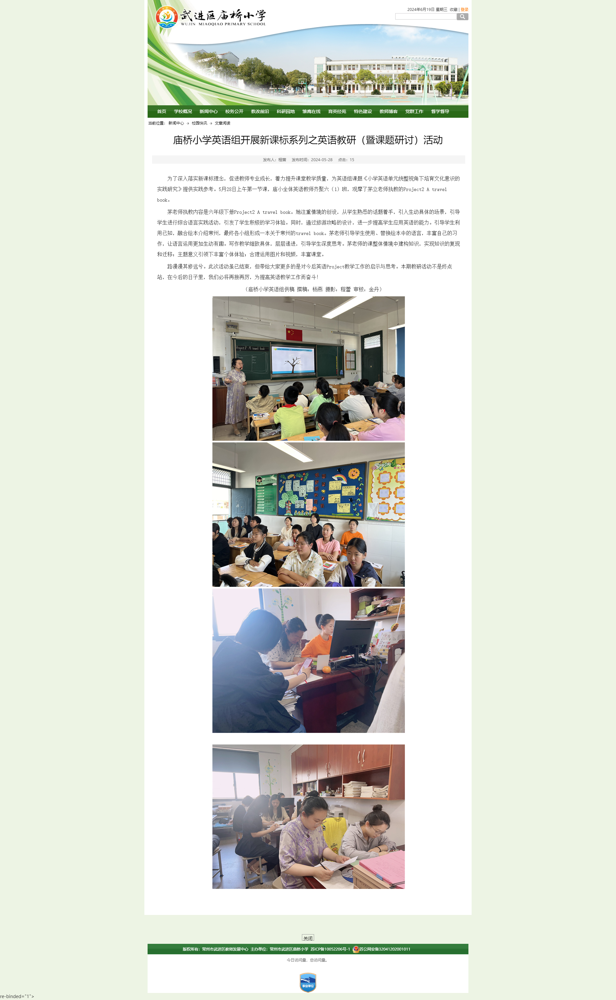 武进区庙桥小学
WUJIN MIAOQIAO PRIMARY SCHOOL
2024年6月19日 星期三 收藏 | 登录
首页 学校概况 新闻中心 校务公开 教改前沿 科研园地 雏鹰在线 育英经苑 特色建设 教师博客 党群工作 督学督导
当前位置： 新闻中心 → 校园快讯 → 文章阅读
庙桥小学英语组开展新课标系列之英语教研（暨课题研讨）活动
发布人：程蕾 发布时间：2024-05-28 点击：15
为了深入落实新课标理念，促进教师专业成长，着力提升课堂教学质量，为英语组课题《小学英语单元统整视角下培育文化意识的
实践研究》提供实践参考。5月28日上午第一节课，庙小全体英语教师齐聚六（1）班，观摩了茅立老师执教的Project2 A travel
book。
茅老师执教内容是六年级下册Project2 A travel book。她注重情境的创设，从学生熟悉的话题着手，引入生动具体的场景，引导
学生进行综合语言实践活动，引发了学生积极的学习体验。同时，通过旅游攻略的设计，进一步提高学生应用英语的能力。引导学生利
用已知，融合绘本介绍常州，最终各小组形成一本关于常州的travel book。茅老师引导学生使用、替换绘本中的语言，丰富自己的习
作，让语言运用更加生动有趣。写作教学细致具体，层层递进，引导学生深度思考。茅老师的课整体情境中建构知识，实现知识的复现
和迁移；主题意义引领下丰富个体体验；合理运用图片和视频，丰富课堂。
路漫漫其修远兮。此次活动虽已结束，但带给大家更多的是对今后英语Project教学工作的启示与思考。本期教研活动不是终点
站，在今后的日子里，我们必将再接再厉，为提高英语教学工作而奋斗！
（庙桥小学英语组供稿 撰稿：杨燕 摄影：程蕾 审核：金丹）
Project2 A travel book
SPRING
关闭
版权所有：常州市武进区教师发展中心 主办单位：常州市武进区庙桥小学 苏ICP备10052206号-1 苏公网安备32041202001011
今日访问量，总访问量。
事业单位
re-binded="1">